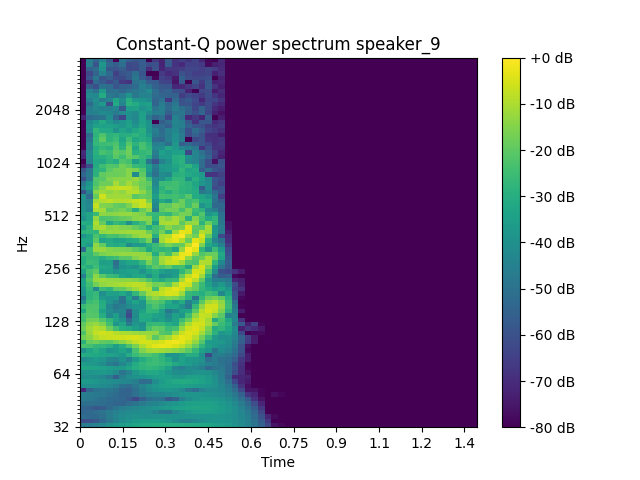 Constant-Q power spectrum speaker_9
+0 dB
2048
-10 dB
1024
-20 dB
512
-30 dB
Hz
-40 dB
256
-50 dB
128
-60 dB
64
-70 dB
32
-80 dB
0 0.15 0.3 0.45 0.6 0.75 0.9 1.1 1.2 1.4
Time